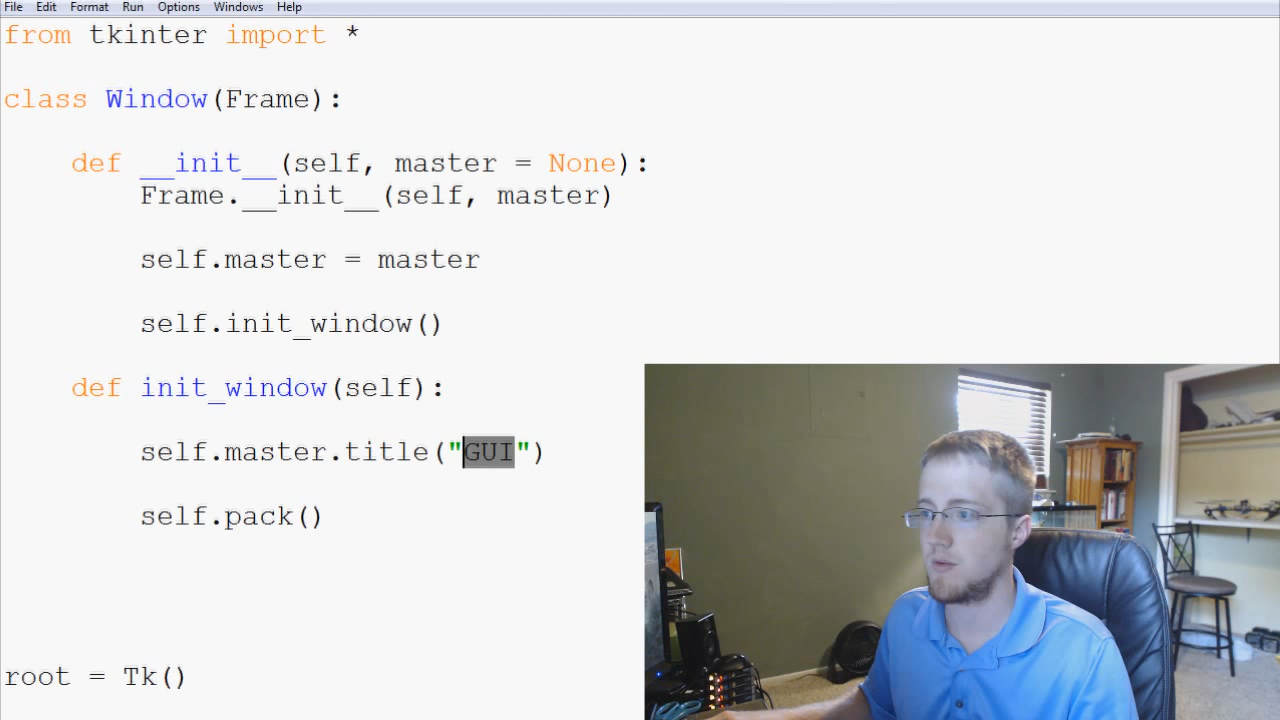 File Edit Format Run Options Windows Help
from tkinter import *
class Window(Frame):
def __init__(self, master = None):
Frame.__init__(self, master)
self.master = master
self.init_window()
def init_window(self):
self.master.title("GUI")
self.pack()
root = Tk()